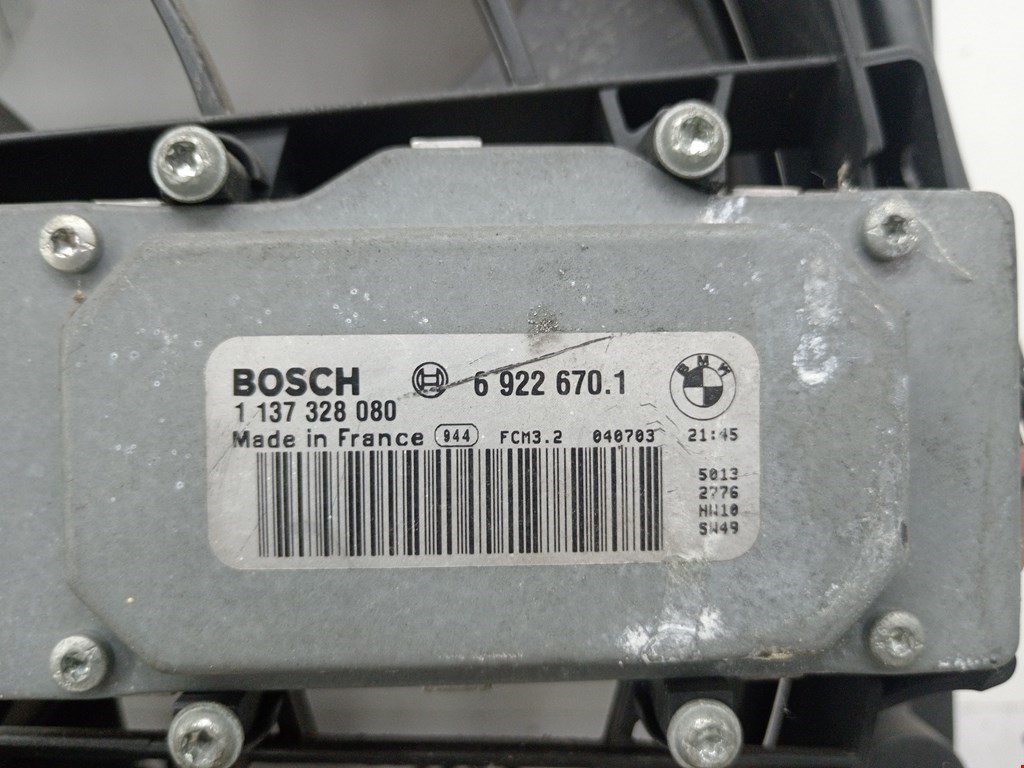 BOSCH 6 922 670.1 BMW
1 137 328 080
Made in France 944 FCM3.2 040703 21:45
5013
2776
HW10
SW49